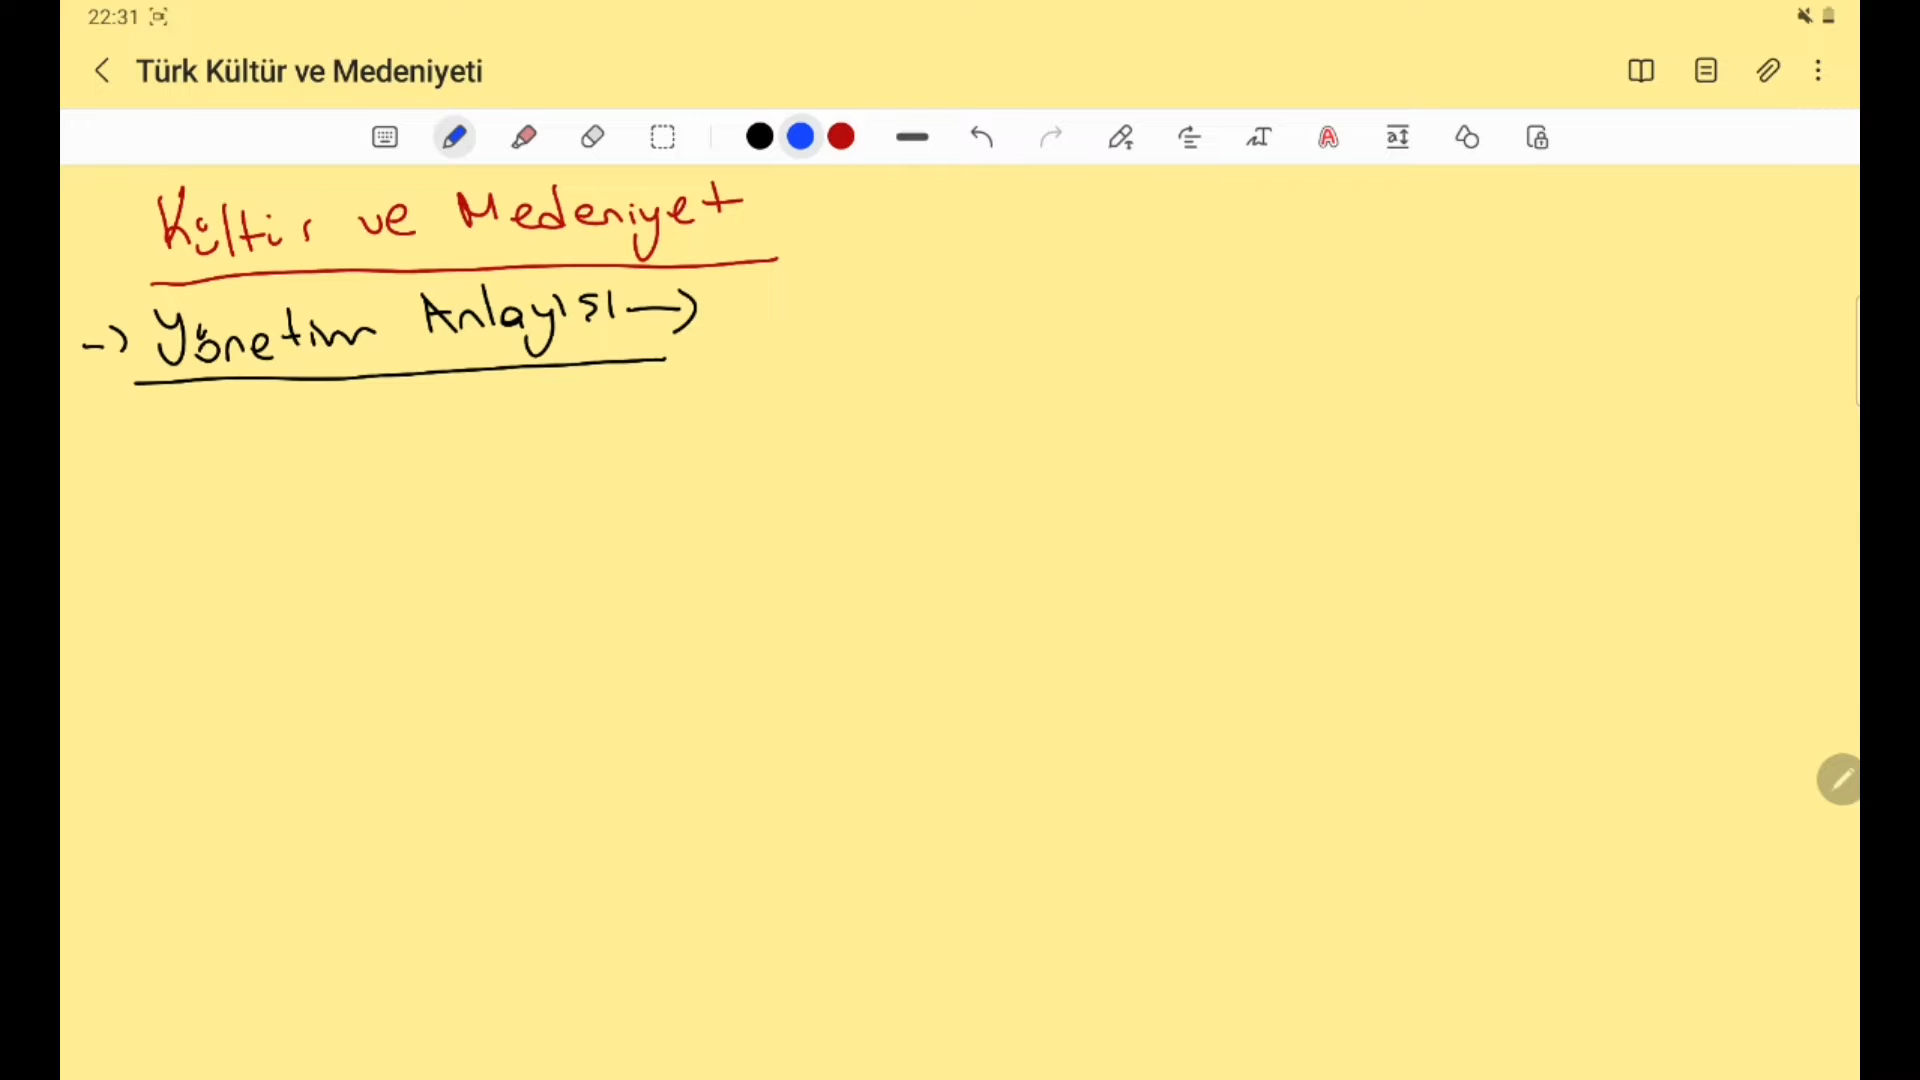 22:31
Türk Kültür ve Medeniyeti
Kültür ve Medeniyet
-> Yönetim Anlayışı ->